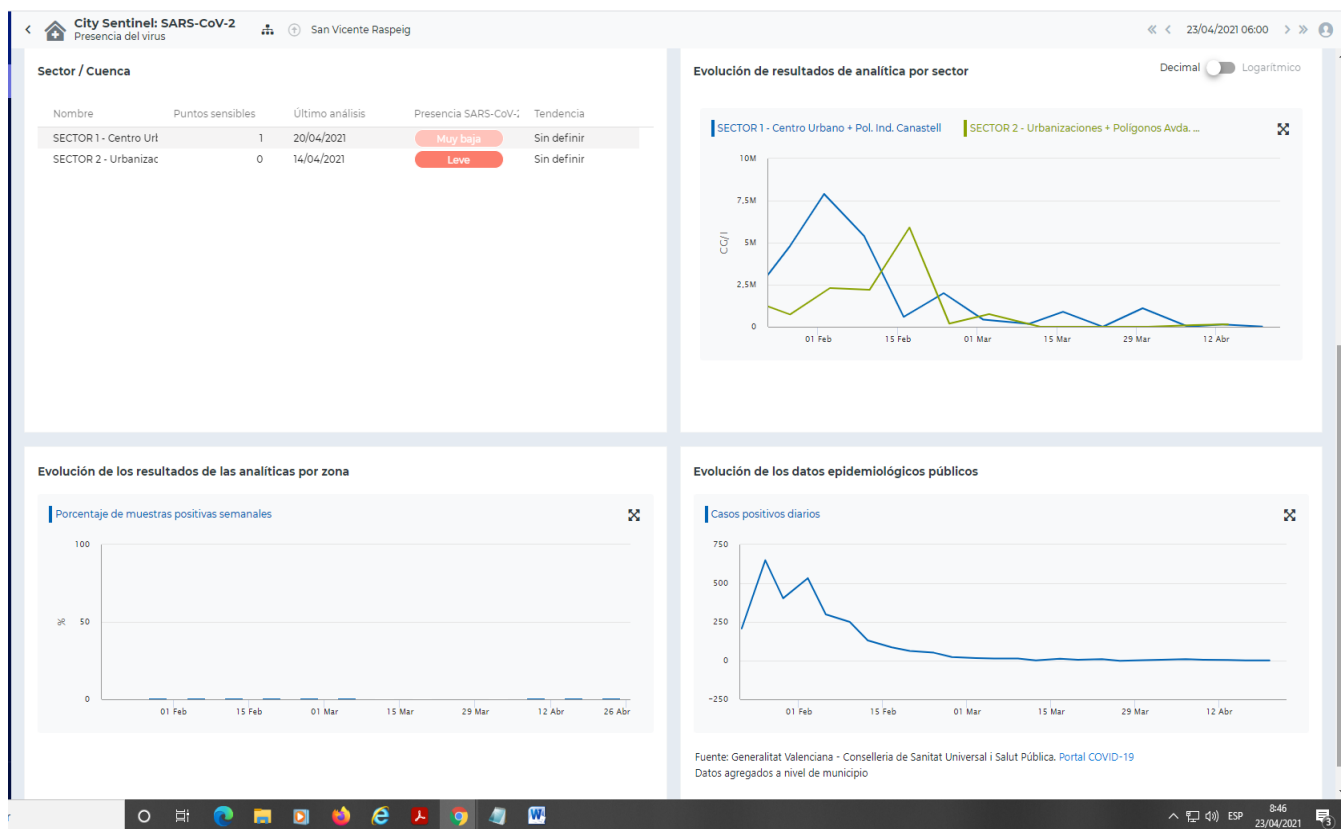 City Sentinel: SARS-CoV-2
Presencia del virus
San Vicente Raspeig
23/04/2021 06:00
Sector / Cuenca
Nombre Puntos sensibles Último análisis Presencia SARS-CoV-2 Tendencia
SECTOR 1 - Centro Url 1 20/04/2021 Muy baja Sin definir
SECTOR 2 - Urbanizac 0 14/04/2021 Leve Sin definir
Evolución de resultados de analítica por sector
Decimal Logarítmico
SECTOR 1 - Centro Urbano + Pol. Ind. Canastell SECTOR 2 - Urbanizaciones + Polígonos Avda. ...
10M
7,5M
5M
2,5M
0
CG/l
01 Feb 15 Feb 01 Mar 15 Mar 29 Mar 12 Abr
Evolución de los resultados de las analíticas por zona
Porcentaje de muestras positivas semanales
100
50
0
%
01 Feb 15 Feb 01 Mar 15 Mar 29 Mar 12 Abr 26 Abr
Evolución de los datos epidemiológicos públicos
Casos positivos diarios
750
500
250
0
-250
01 Feb 15 Feb 01 Mar 15 Mar 29 Mar 12 Abr
Fuente: Generalitat Valenciana - Conselleria de Sanitat Universal i Salut Pública. Portal COVID-19
Datos agregados a nivel de municipio
ESP
8:46
23/04/2021
3